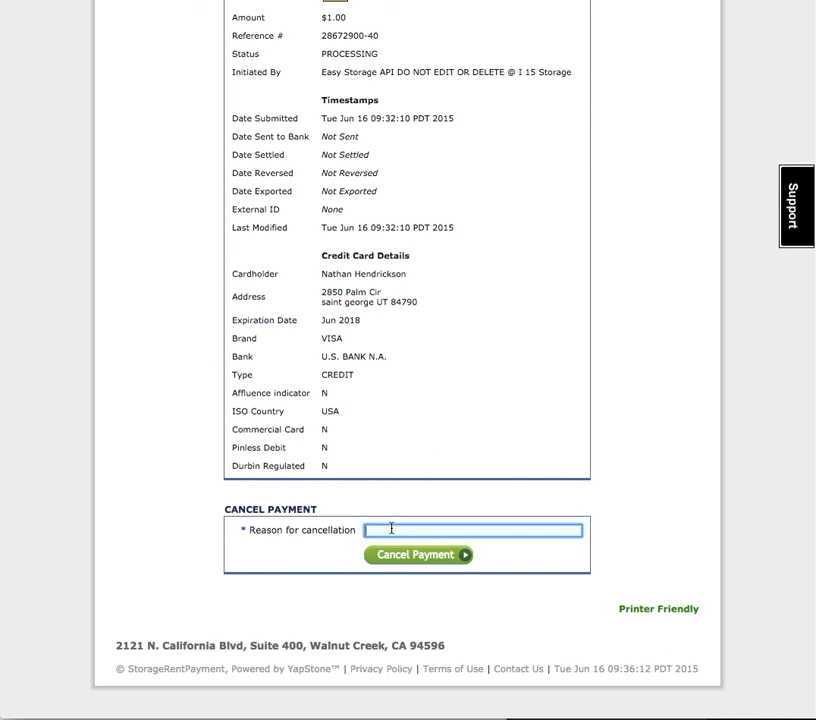 Amount $1.00
Reference # 28672900-40
Status PROCESSING
Initiated By Easy Storage API DO NOT EDIT OR DELETE @ I 15 Storage
Timestamps
Date Submitted Tue Jun 16 09:32:10 PDT 2015
Date Sent to Bank Not Sent
Date Settled Not Settled
Date Reversed Not Reversed
Date Exported Not Exported
External ID None
Last Modified Tue Jun 16 09:32:10 PDT 2015
Credit Card Details
Cardholder Nathan Hendrickson
Address 2850 Palm Cir
saint george UT 84790
Expiration Date Jun 2018
Brand VISA
Bank U.S. BANK N.A.
Type CREDIT
Affluence indicator N
ISO Country USA
Commercial Card N
Pinless Debit N
Durbin Regulated N
CANCEL PAYMENT
* Reason for cancellation
Cancel Payment
Printer Friendly
2121 N. California Blvd, Suite 400, Walnut Creek, CA 94596
© StorageRentPayment, Powered by YapStone™ | Privacy Policy | Terms of Use | Contact Us | Tue Jun 16 09:36:12 PDT 2015
Support